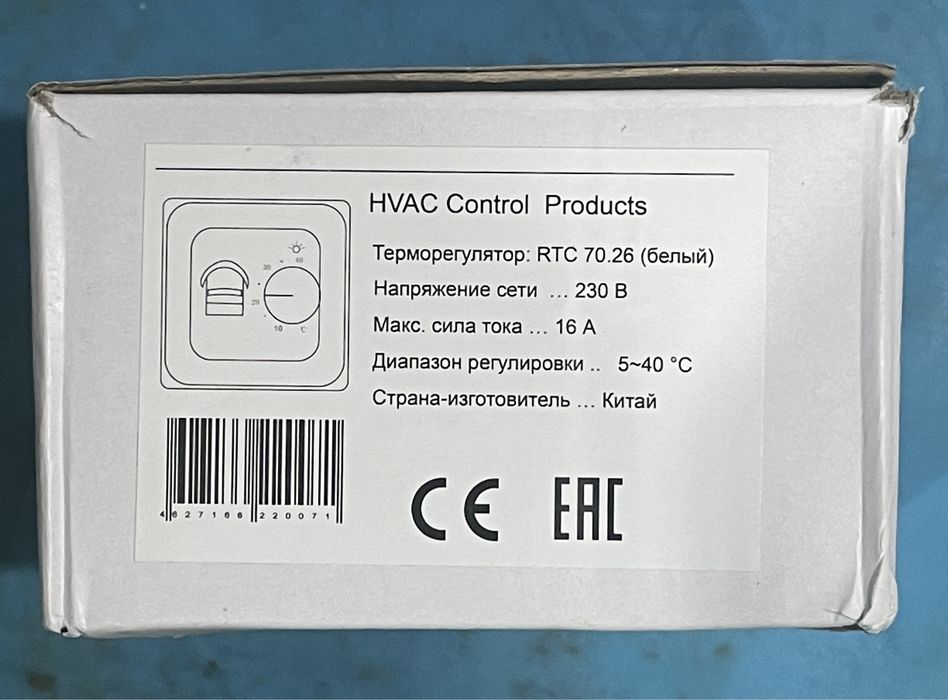 HVAC Control Products
Терморегулятор: RTC 70.26 (белый)
Напряжение сети ... 230 В
Макс. сила тока ... 16 А
Диапазон регулировки .. 5~40 °С
Страна-изготовитель ... Китай
40
30
20
10 °C
4 627166 220071
CE EAC